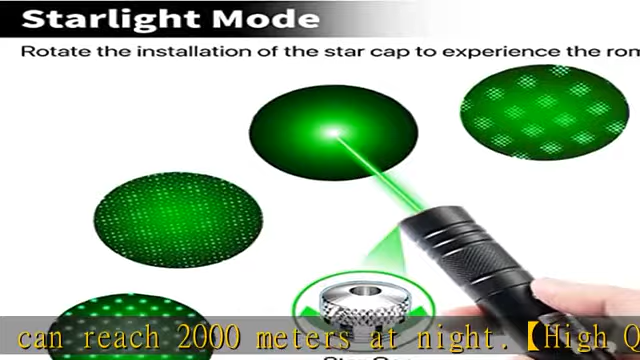 Starlight Mode
Rotate the installation of the star cap to experience the rom
can reach 2000 meters at night.【High Q